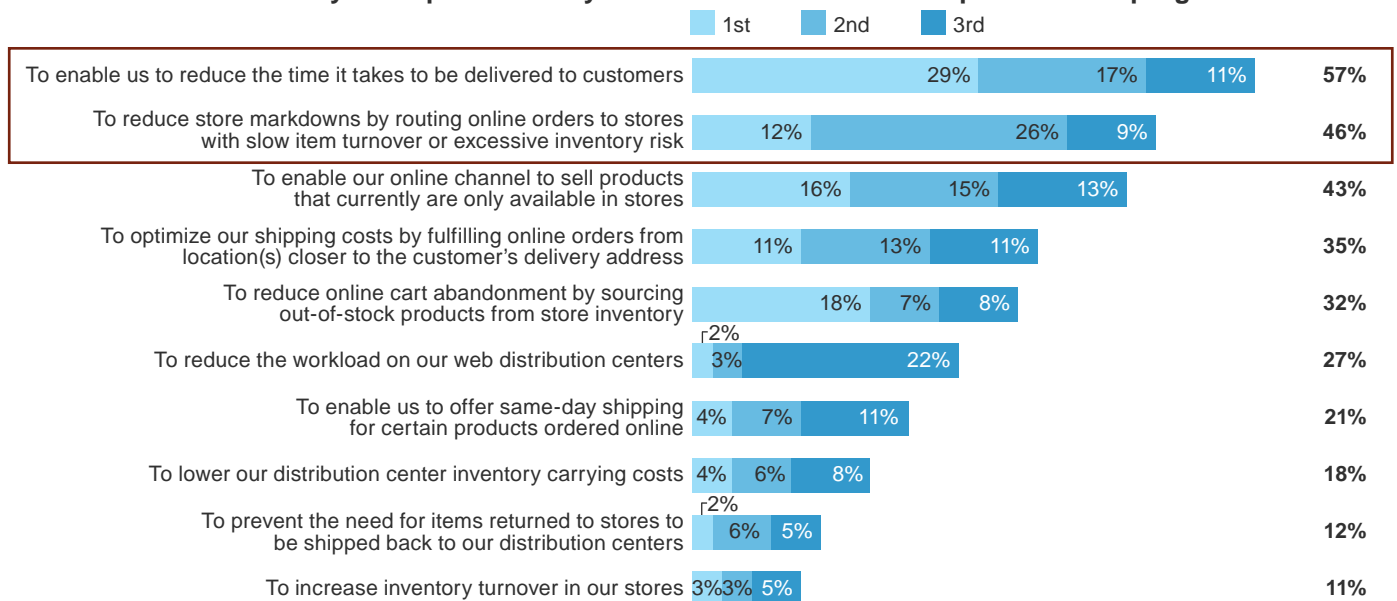 1st 2nd 3rd
To enable us to reduce the time it takes to be delivered to customers 29% 17% 11% 57%
To reduce store markdowns by routing online orders to stores
with slow item turnover or excessive inventory risk 12% 26% 9% 46%
To enable our online channel to sell products
that currently are only available in stores 16% 15% 13% 43%
To optimize our shipping costs by fulfilling online orders from
location(s) closer to the customer's delivery address 11% 13% 11% 35%
To reduce online cart abandonment by sourcing
out-of-stock products from store inventory 18% 7% 8% 32%
2%
To reduce the workload on our web distribution centers 3% 22% 27%
To enable us to offer same-day shipping
for certain products ordered online 4% 7% 11% 21%
To lower our distribution center inventory carrying costs 4% 6% 8% 18%
2%
To prevent the need for items returned to stores to
be shipped back to our distribution centers 6% 5% 12%
To increase inventory turnover in our stores 3% 3% 5% 11%